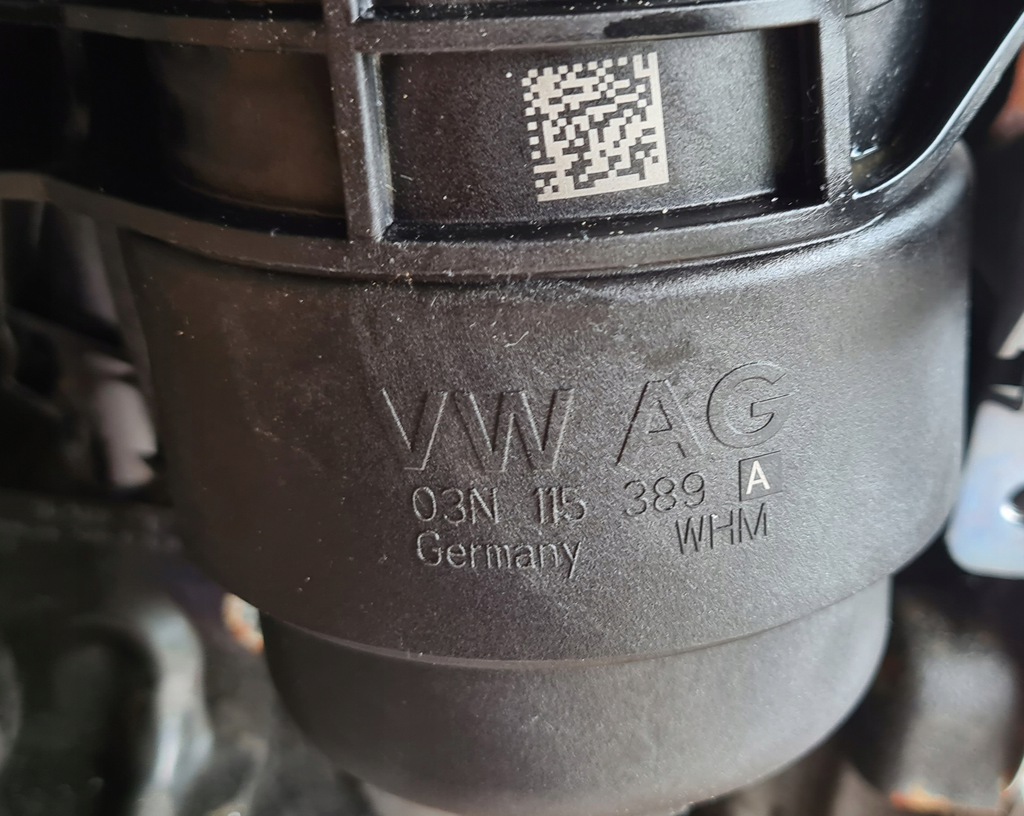 VW AG
03N 115 389 A
Germany WHM